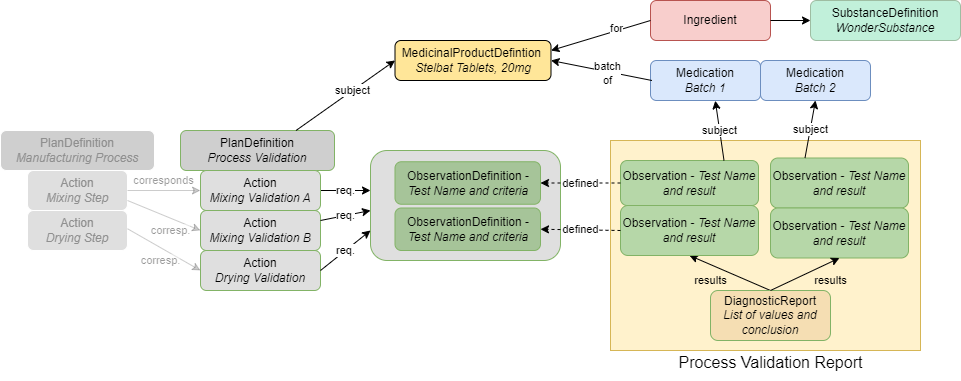 Ingredient
SubstanceDefinition
WonderSubstance
for
MedicinalProductDefintion
Stelbat Tablets, 20mg
batch
of
Medication
Batch 1
Medication
Batch 2
subject
subject
subject
PlanDefinition
Manufacturing Process
PlanDefinition
Process Validation
Action
Mixing Step
corresponds
Action
Mixing Validation A
req.
ObservationDefinition -
Test Name and criteria
defined
Observation - Test Name
and result
Observation - Test Name
and result
Action
Drying Step
corresp.
Action
Mixing Validation B
req.
ObservationDefinition -
Test Name and criteria
defined
Observation - Test Name
and result
Observation - Test Name
and result
corresp.
Action
Drying Validation
req.
results
results
DiagnosticReport
List of values and
conclusion
Process Validation Report